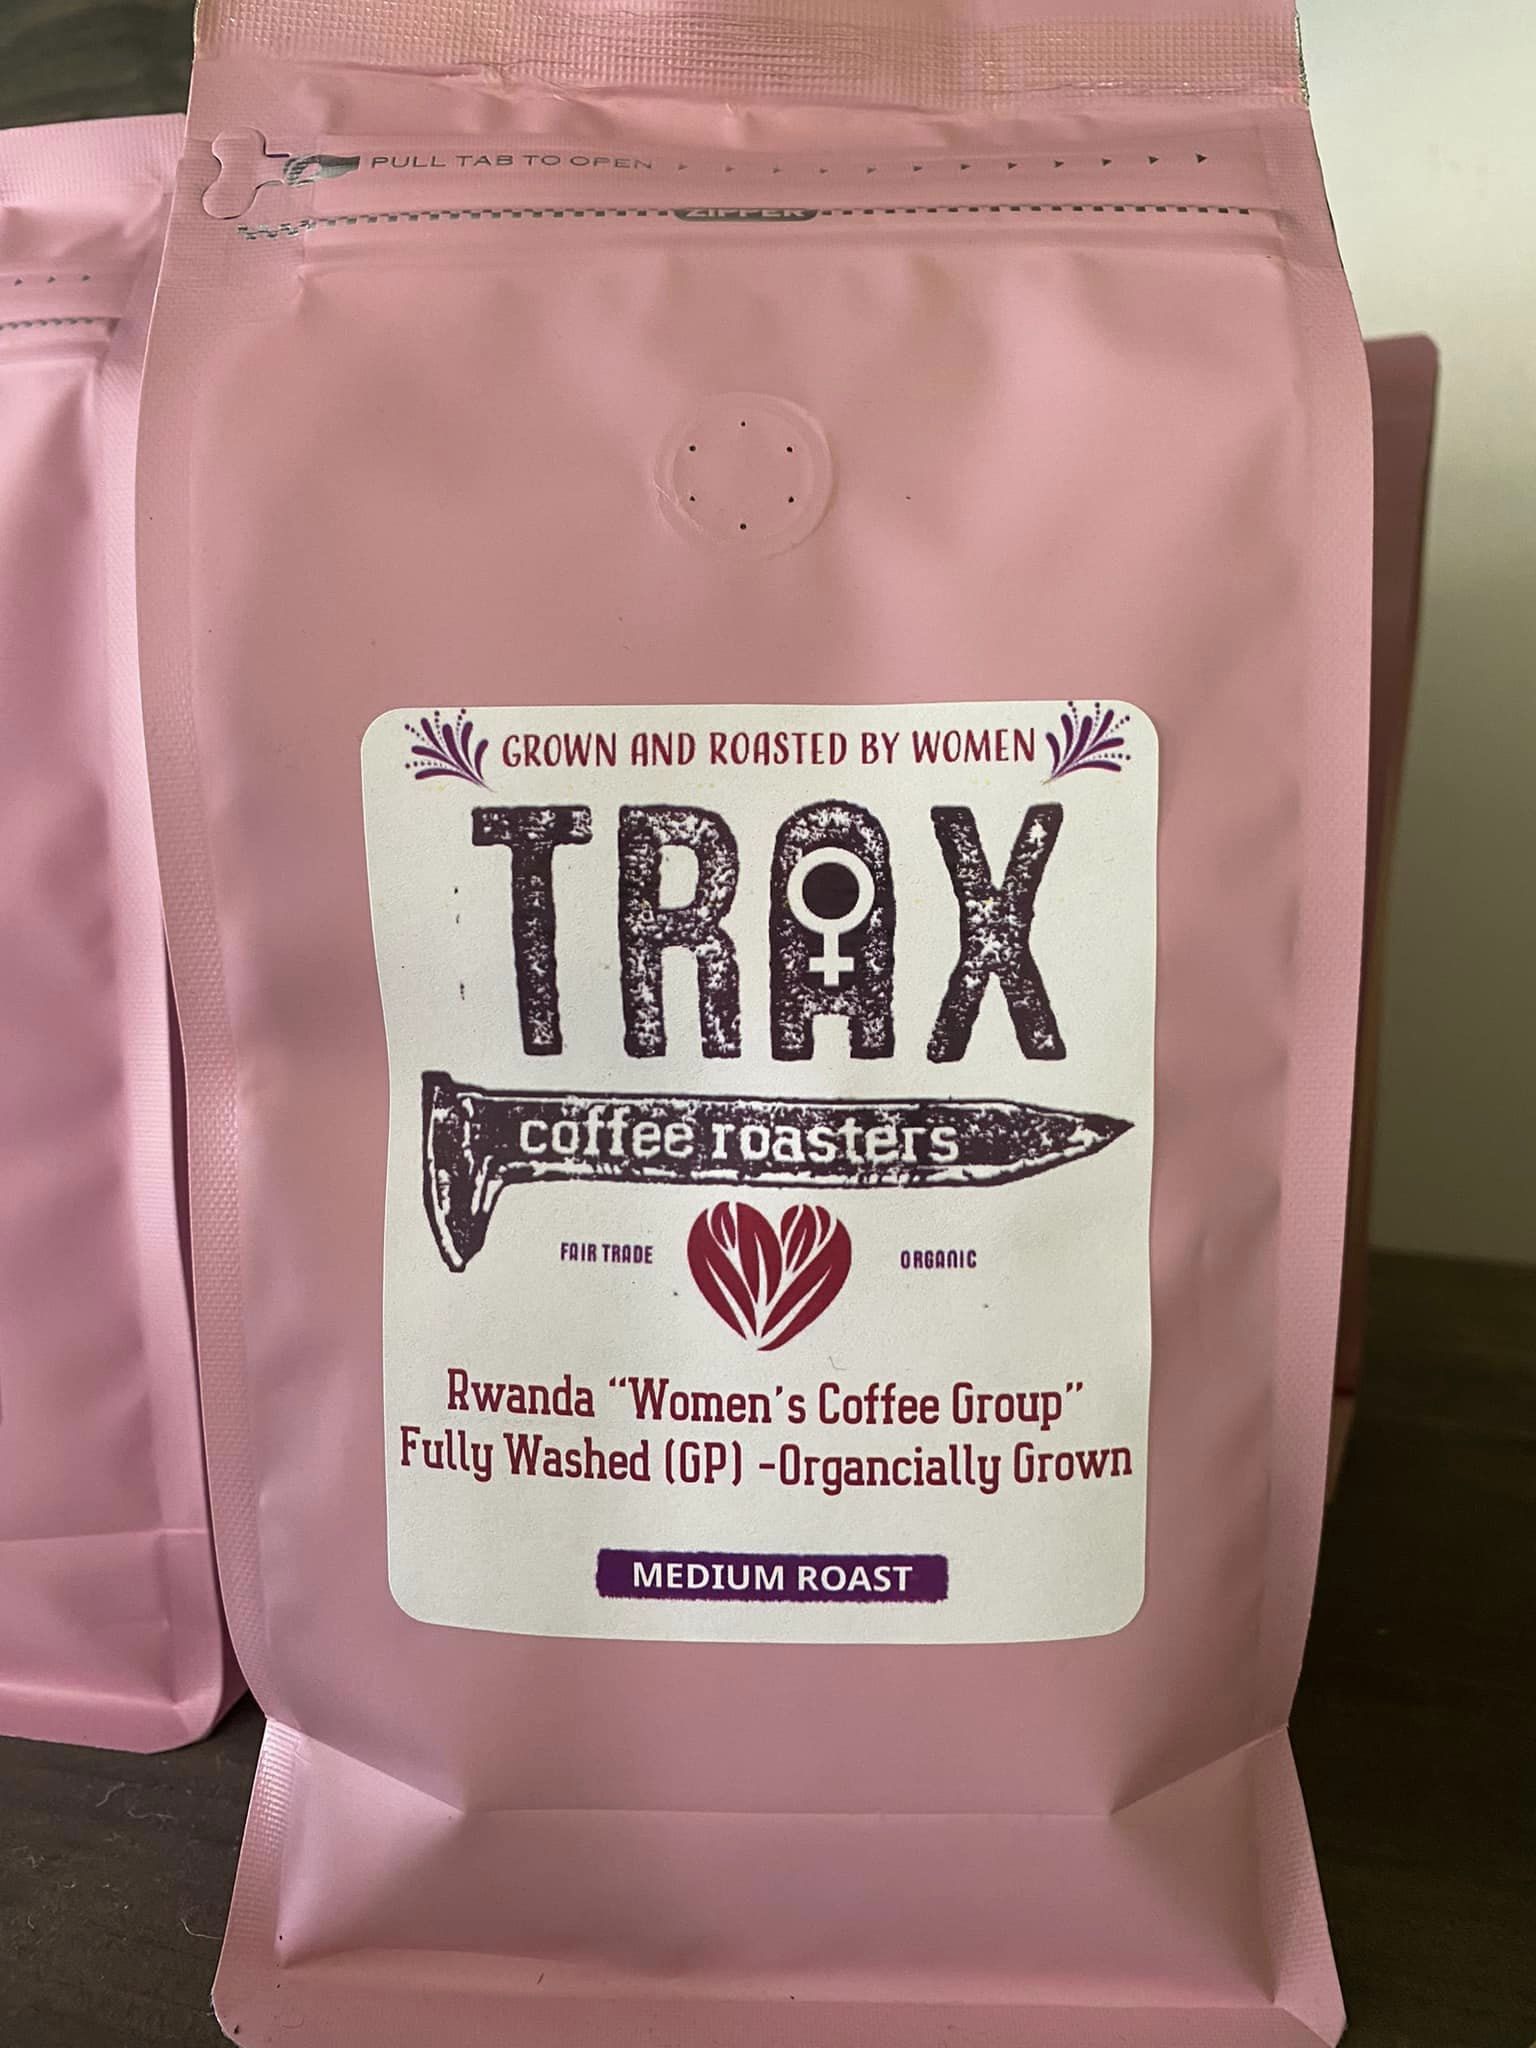 PULL TAB TO OPEN
ZIPPER
GROWN AND ROASTED BY WOMEN
TRAX
coffee roasters
FAIR TRADE
ORGANIC
Rwanda “Women's Coffee Group”
Fully Washed (GP) -Organcially Grown
MEDIUM ROAST